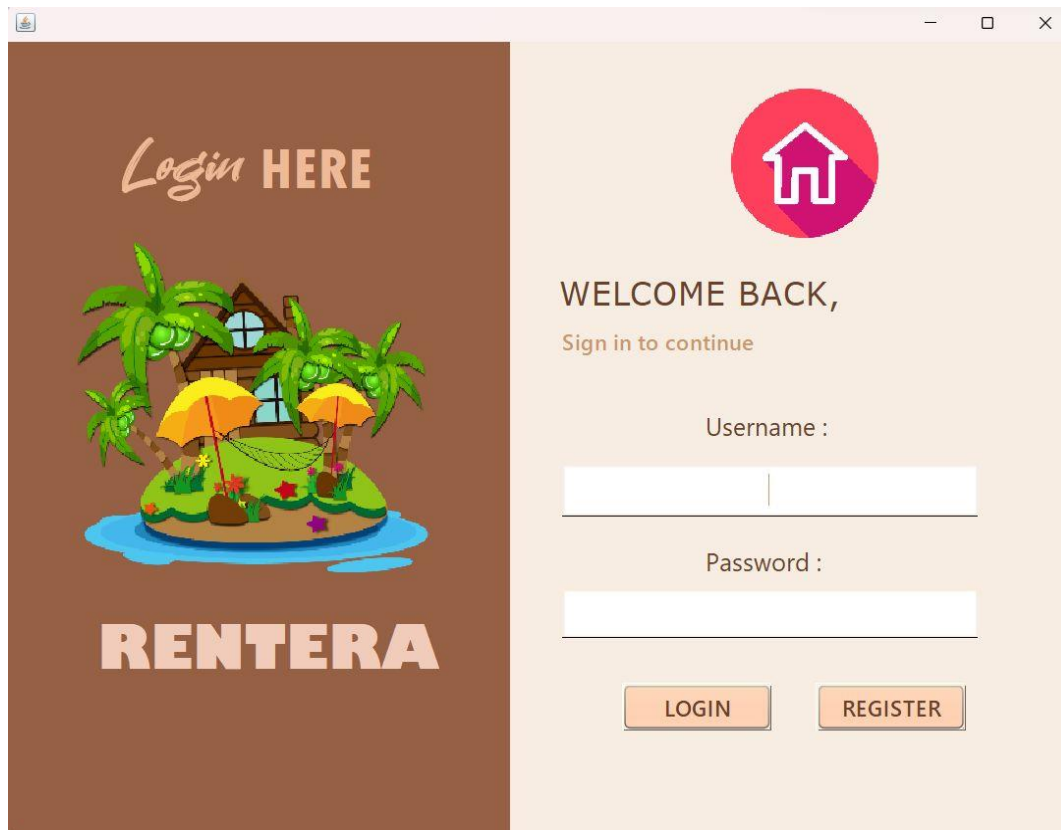 Login HERE
RENTERA
WELCOME BACK,
Sign in to continue
Username :
Password :
LOGIN
REGISTER